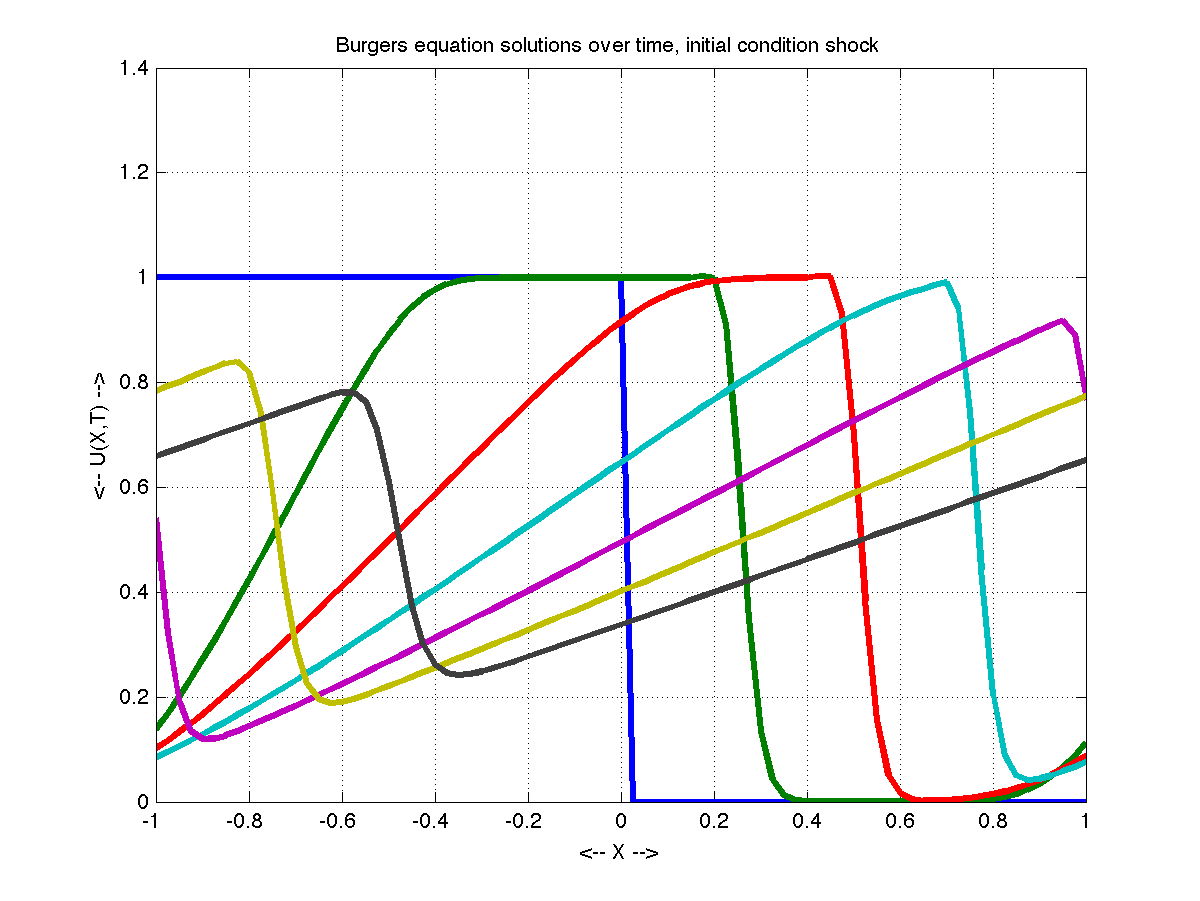 Burgers equation solutions over time, initial condition shock
1.4
1.2
1
0.8
0.6
0.4
0.2
0
<-- U(X,T) -->
-1 -0.8 -0.6 -0.4 -0.2 0 0.2 0.4 0.6 0.8 1
<-- X -->